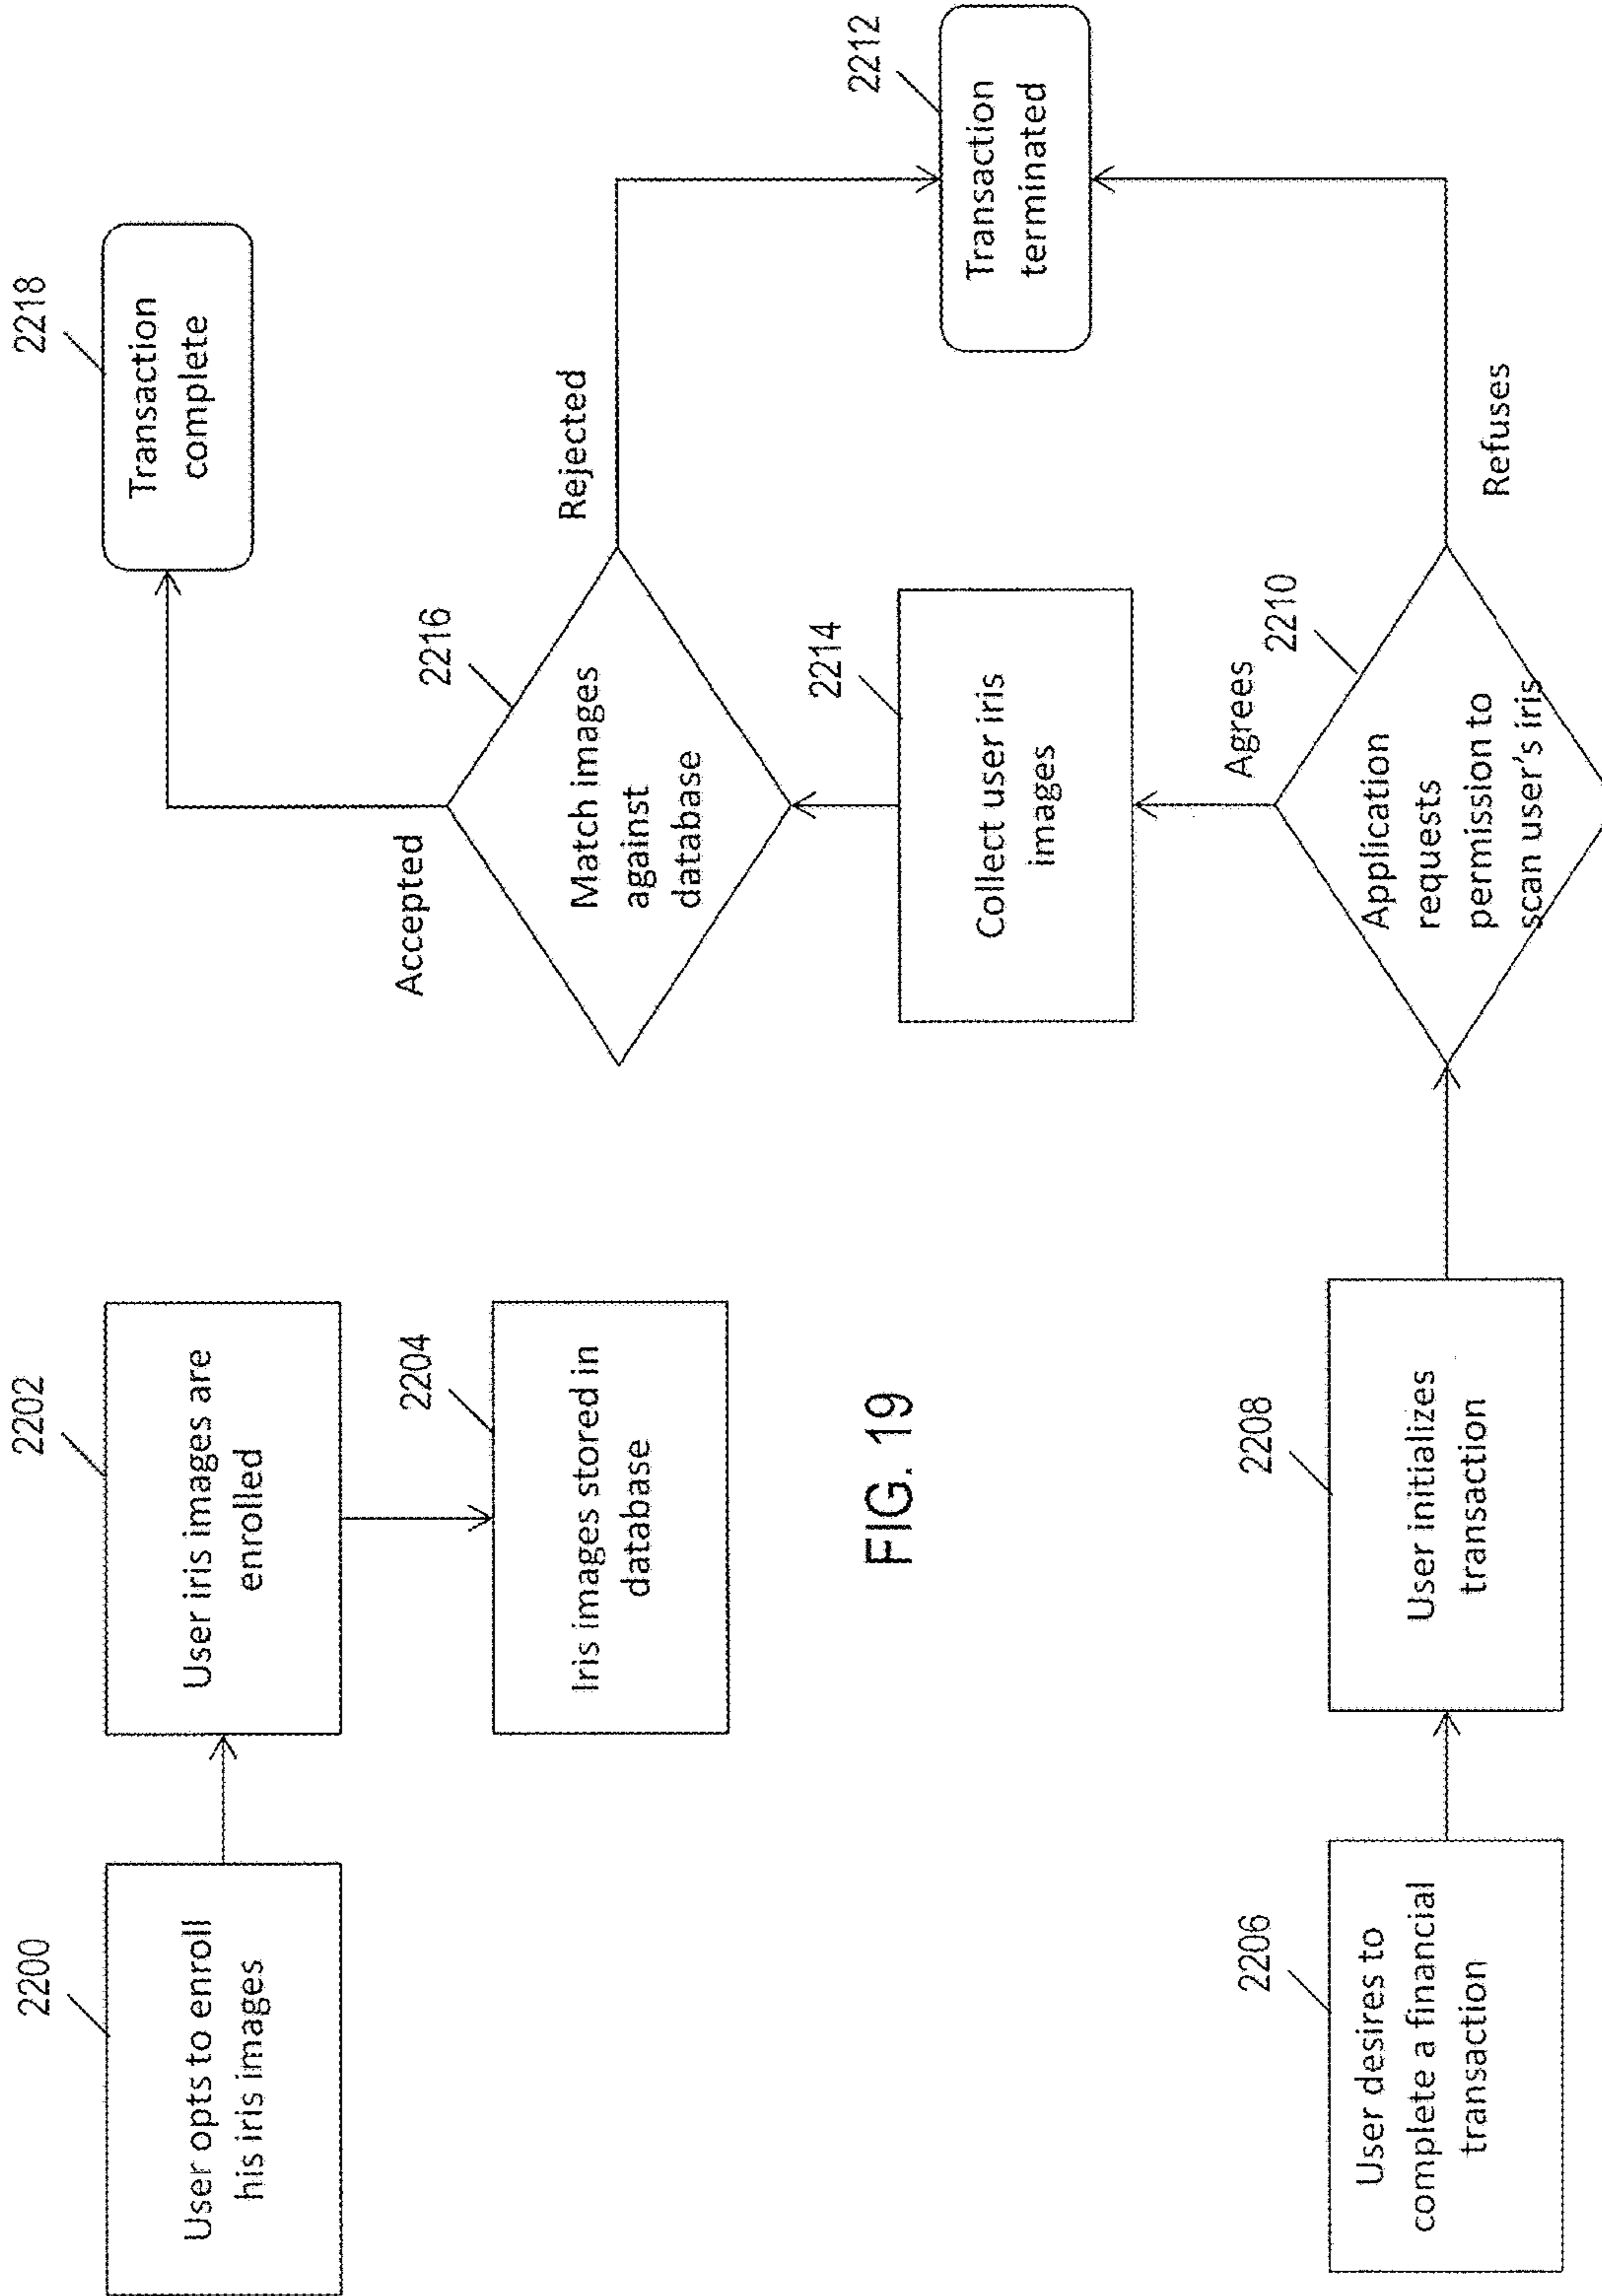 2200
User opts to enroll
his iris images
2202
User iris images are
enrolled
2204
Iris images stored in
database
FIG. 19
2206
User desires to
complete a financial
transaction
2208
User initializes
transaction
2210
Application
requests
permission to
scan user's iris
Agrees
Refuses
2214
Collect user iris
images
2216
Match images
against
database
Accepted
Rejected
2218
Transaction
complete
2212
Transaction
terminated